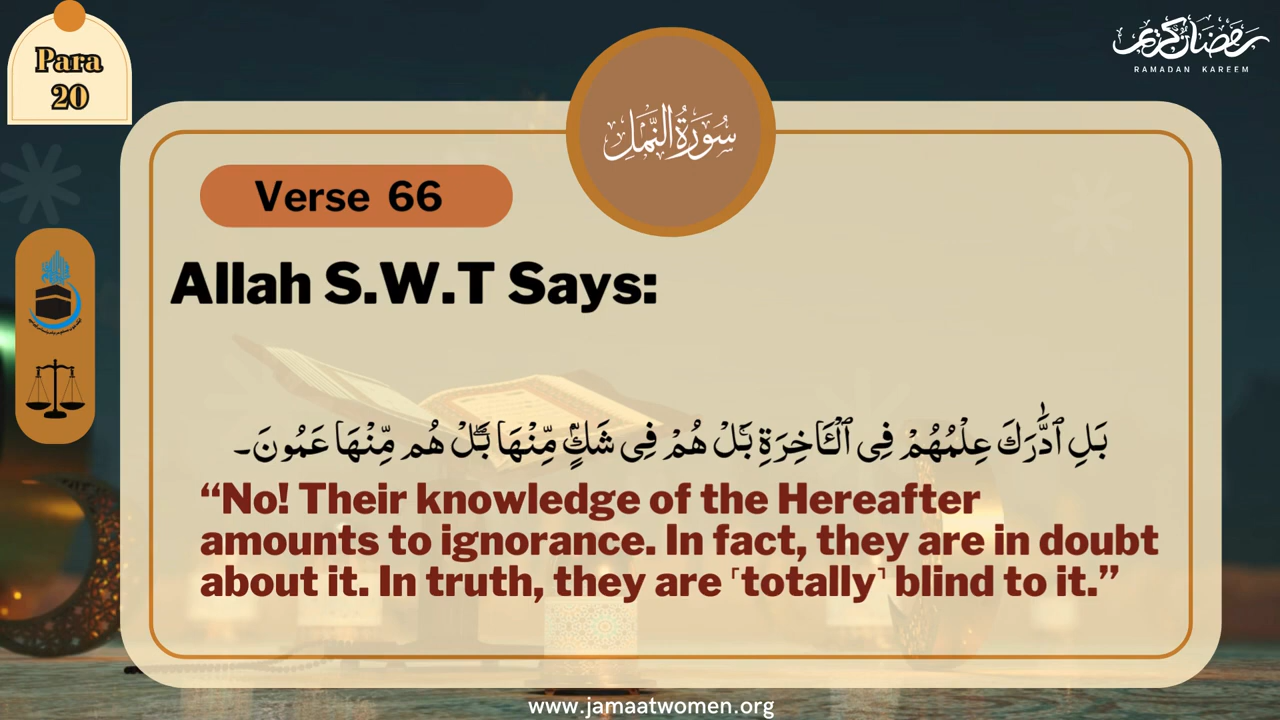 Para
20
رمضان كريم
RAMADAN KAREEM
سُورَةُ النَّمْلِ
Verse 66
Allah S.W.T Says:
بَلِ ٱدَّٰرَكَ عِلْمُهُمْ فِى ٱلْـَٔاخِرَةِ ۚ بَلْ هُمْ فِى شَكٍّۢ مِّنْهَا ۖ بَلْ هُم مِّنْهَا عَمُونَ۔
“No! Their knowledge of the Hereafter
amounts to ignorance. In fact, they are in doubt
about it. In truth, they are ˹totally˺ blind to it.”
www.jamaatwomen.org